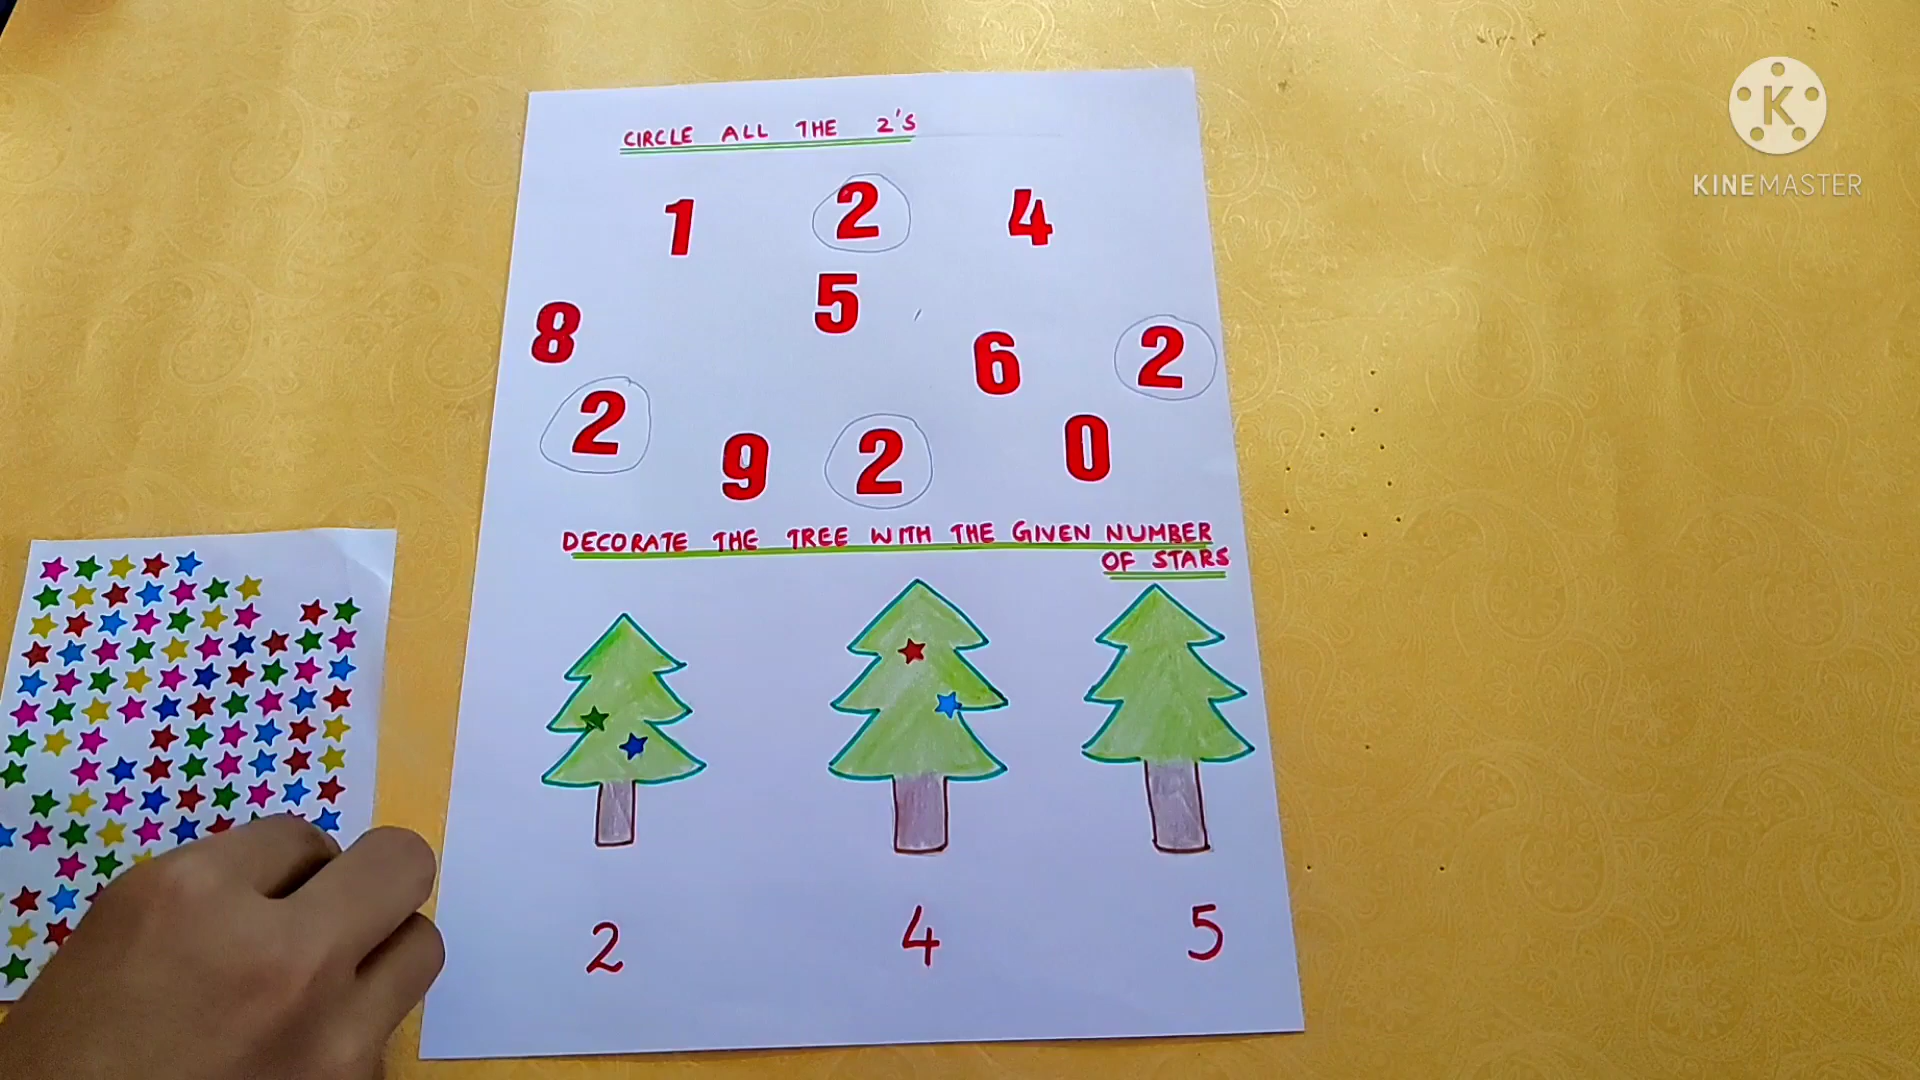 CIRCLE ALL THE 2'S
1 2 4
5
8
6 2
2
9 2 0
DECORATE THE TREE WITH THE GIVEN NUMBER
OF STARS
2 4 5
K
KINEMASTER